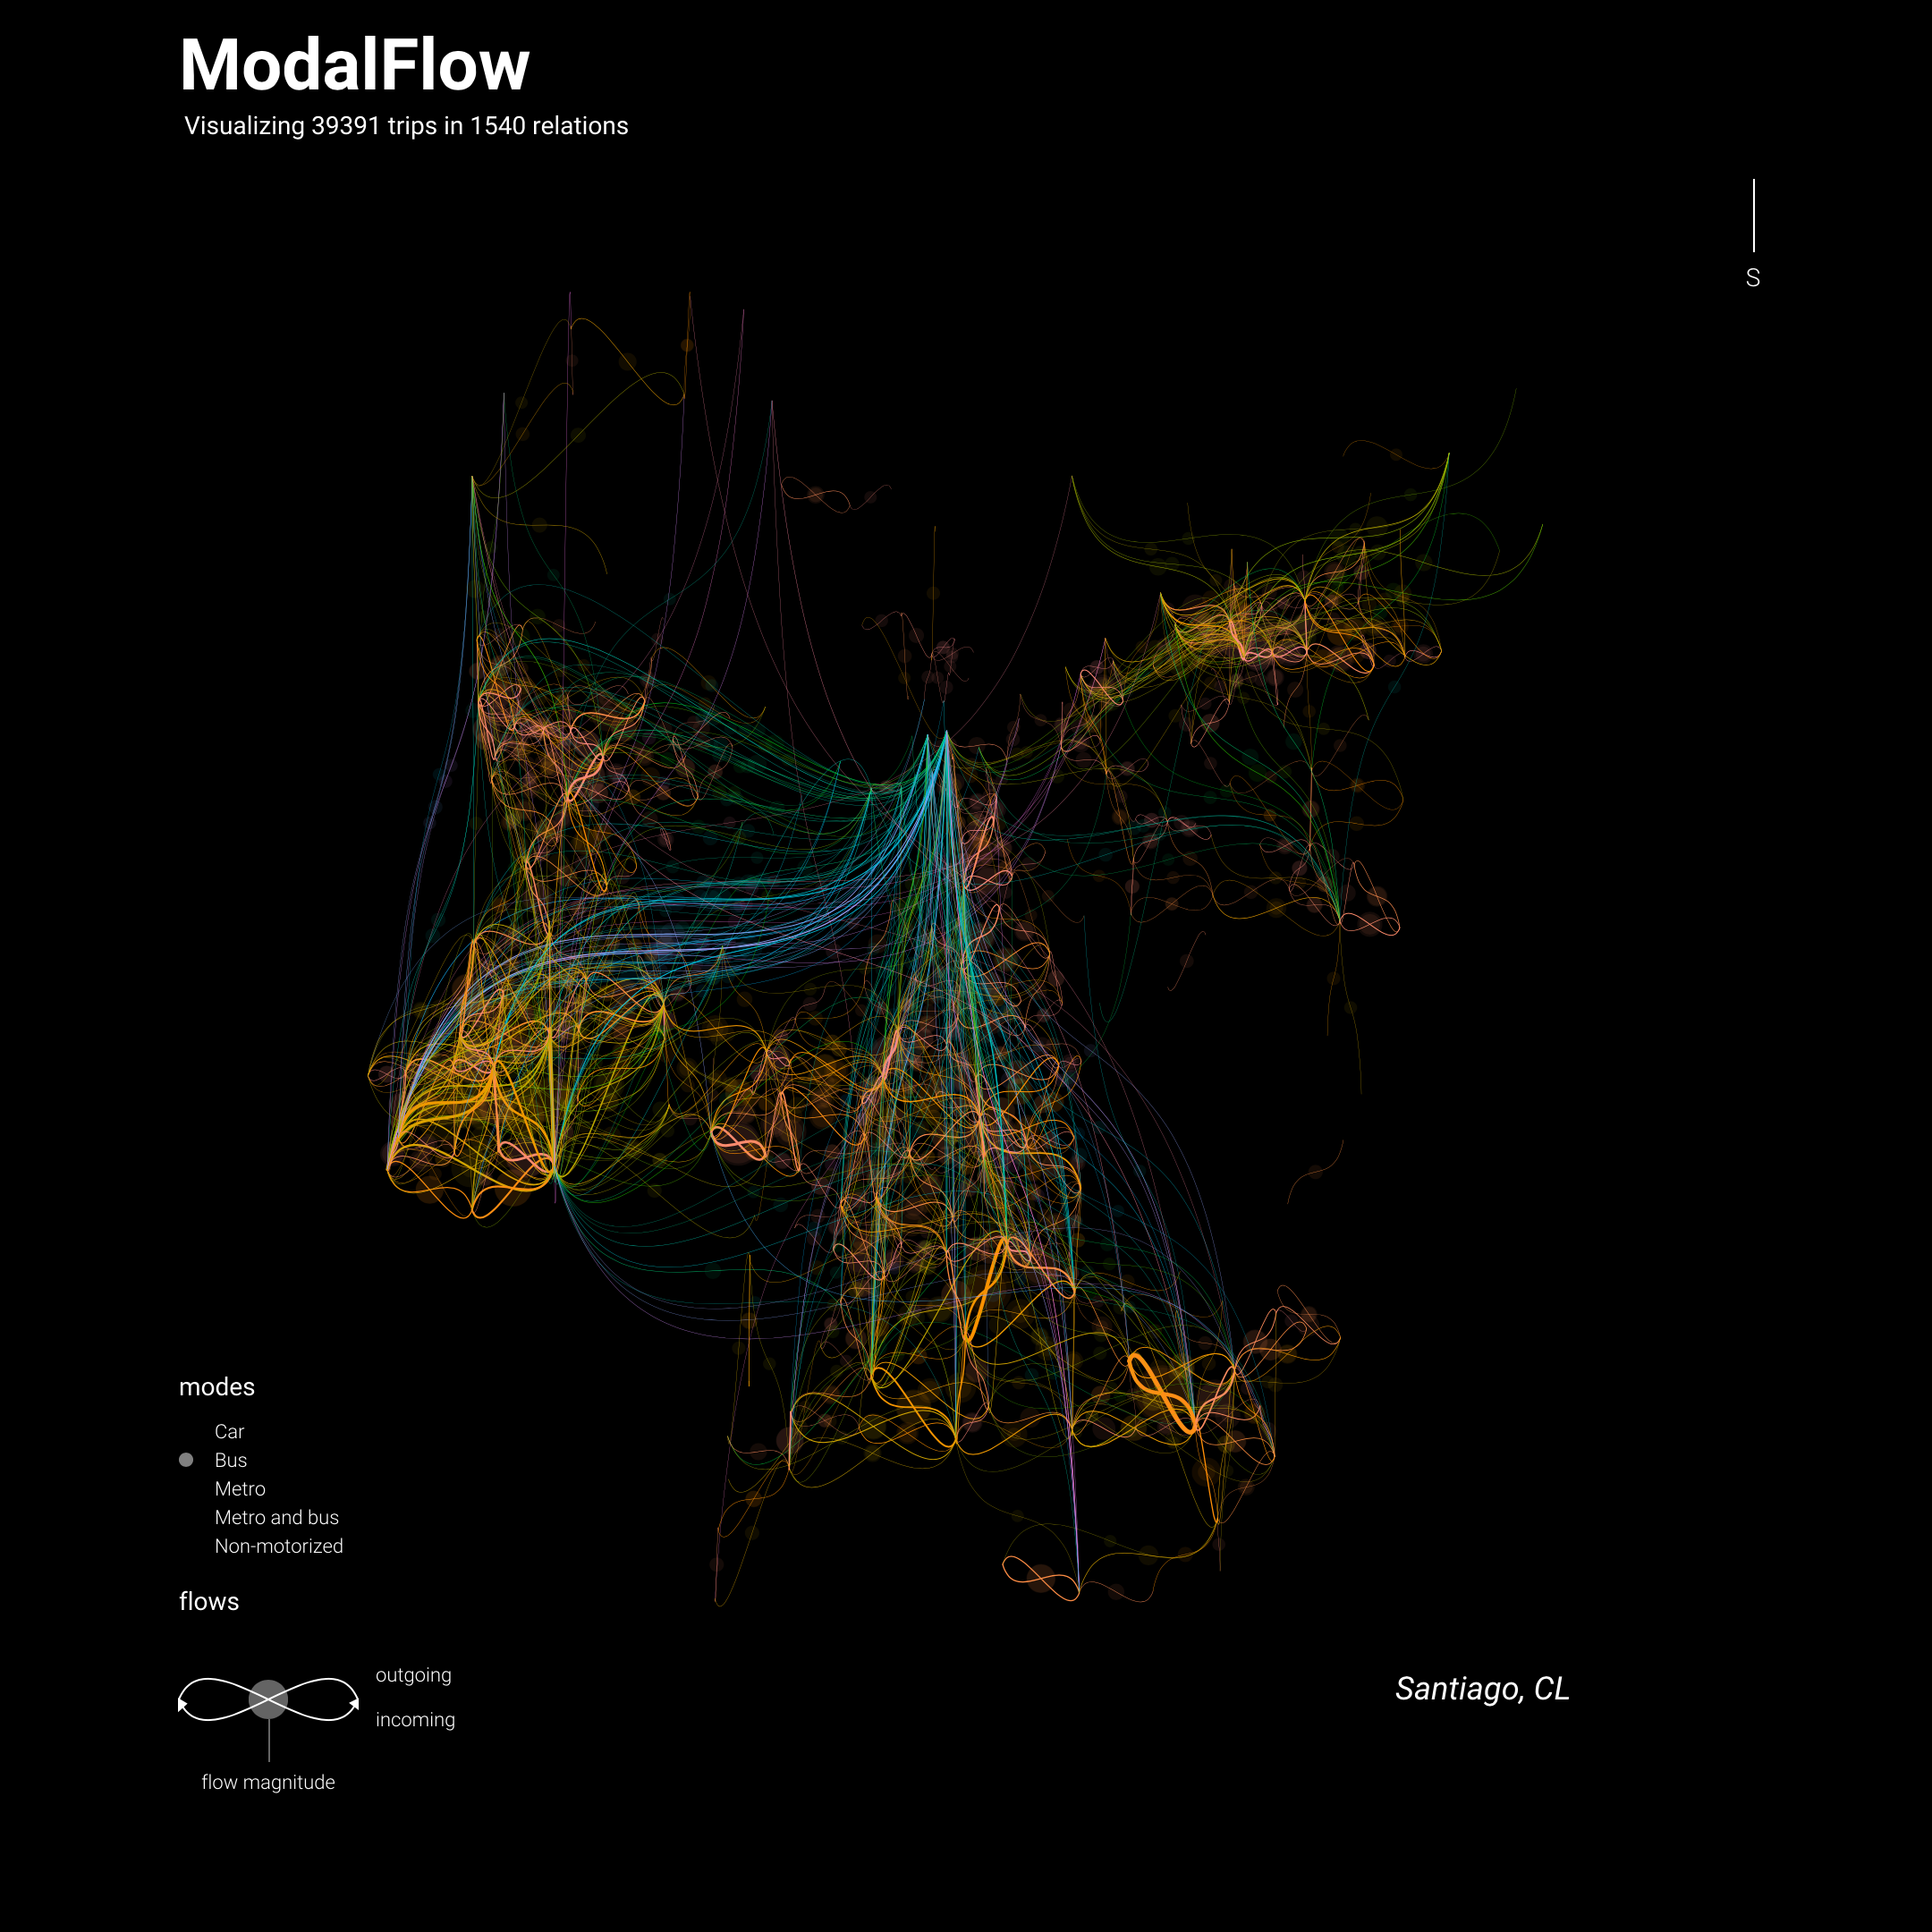 ModalFlow
Visualizing 39391 trips in 1540 relations
S
modes
Car
Bus
Metro
Metro and bus
Non-motorized
flows
outgoing
incoming
flow magnitude
Santiago, CL